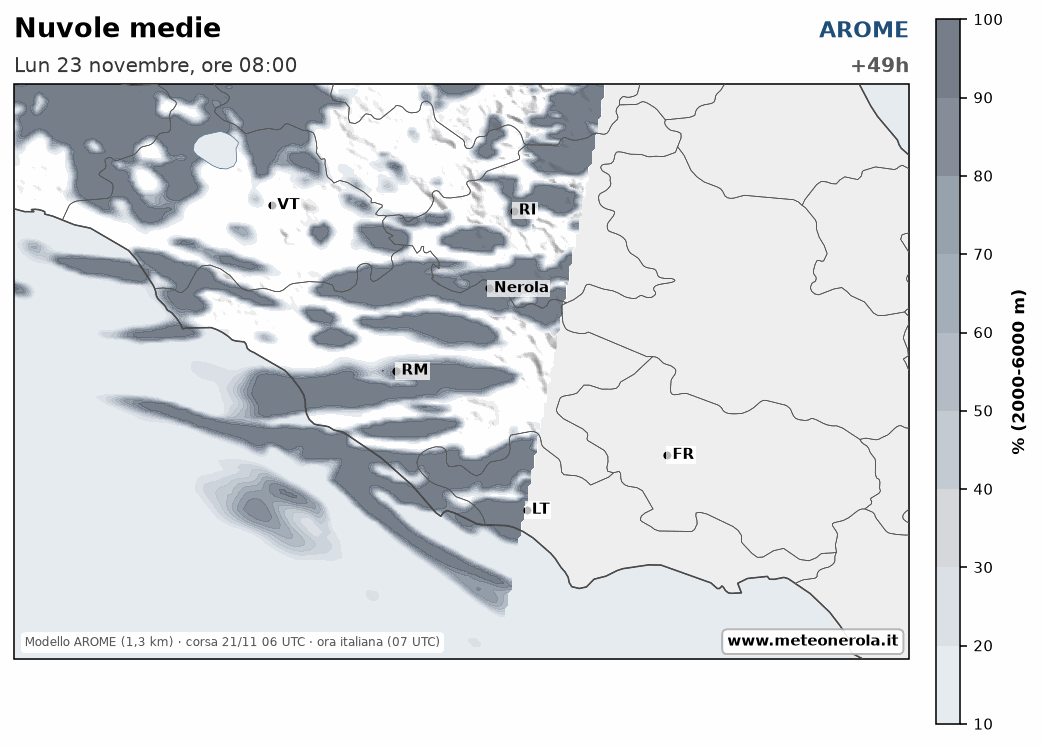 Nuvole medie
AROME
Lun 23 novembre, ore 08:00
+49h
VT
RI
Nerola
RM
FR
LT
Modello AROME (1,3 km) · corsa 21/11 06 UTC · ora italiana (07 UTC)
www.meteonerola.it
100
90
80
70
60
50
40
30
20
10
% (2000-6000 m)